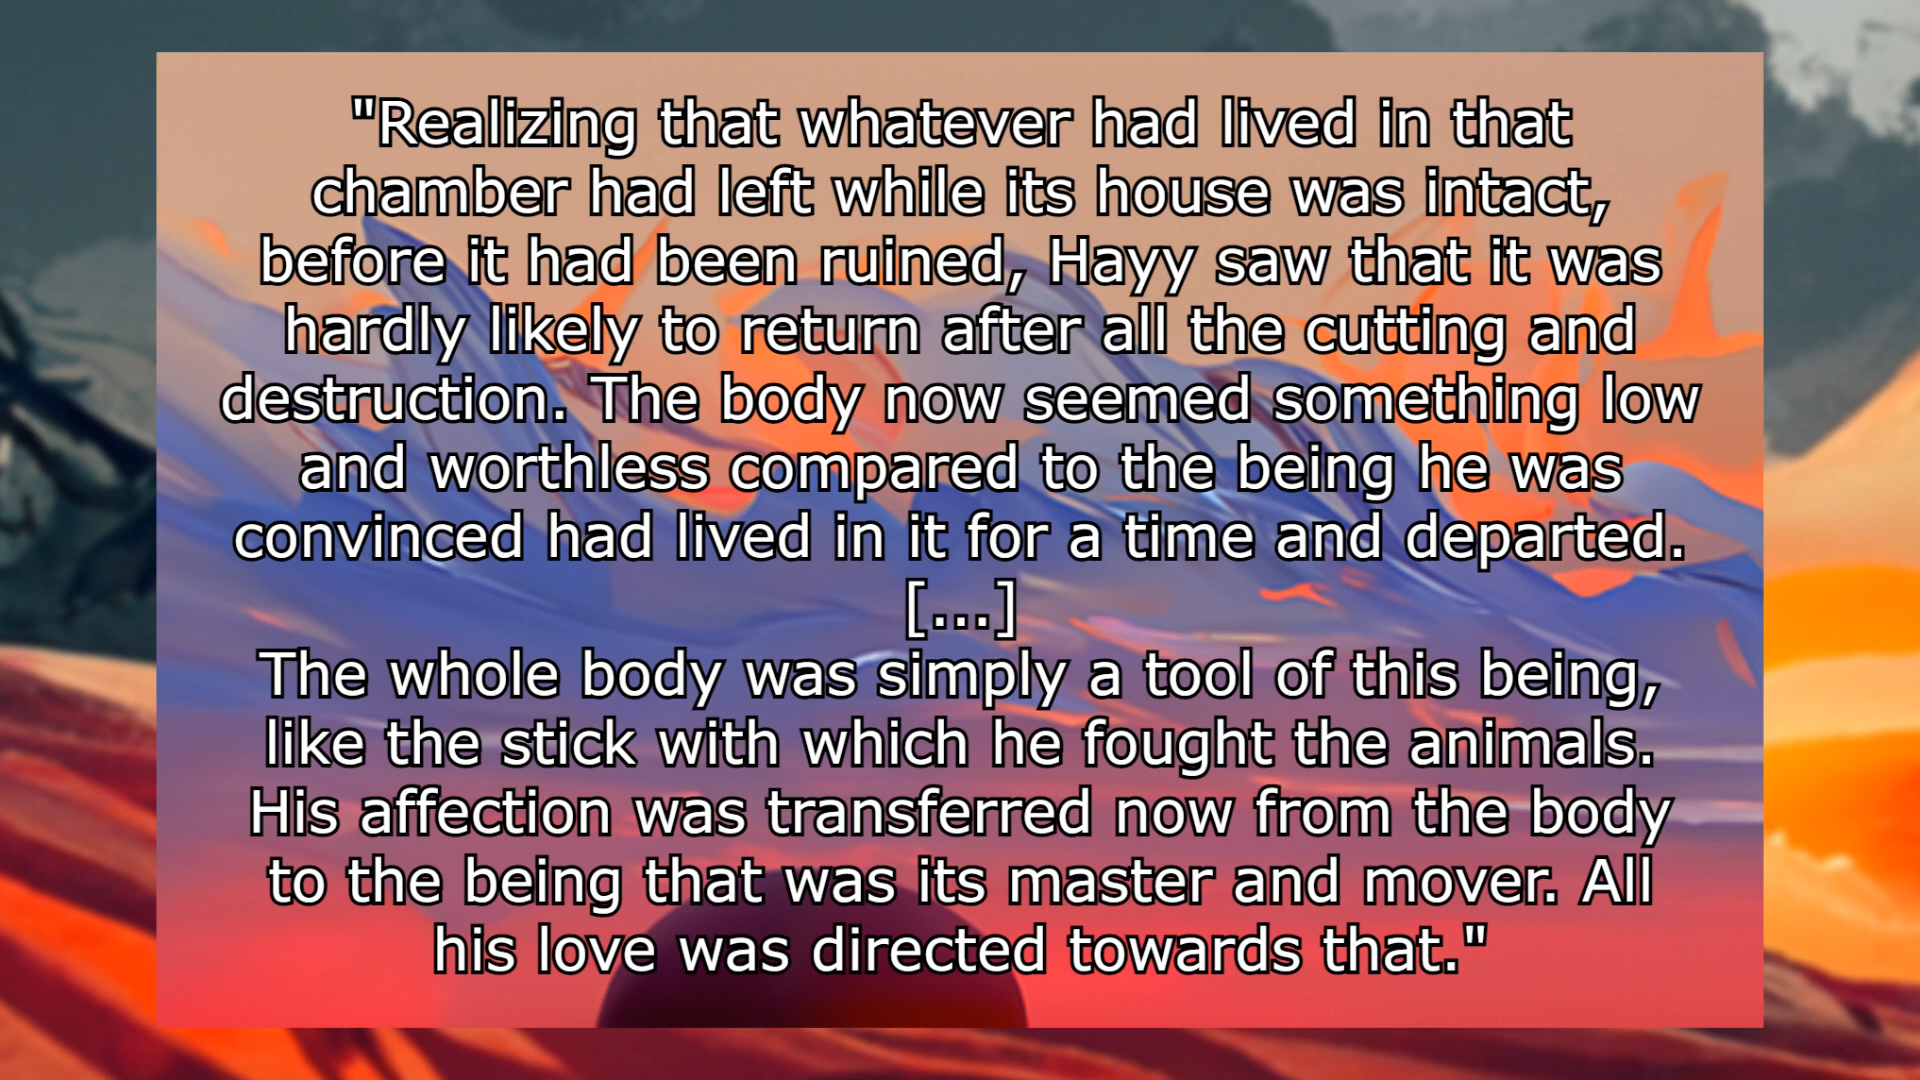 "Realizing that whatever had lived in that
chamber had left while its house was intact,
before it had been ruined, Hayy saw that it was
hardly likely to return after all the cutting and
destruction. The body now seemed something low
and worthless compared to the being he was
convinced had lived in it for a time and departed.
[...]
The whole body was simply a tool of this being,
like the stick with which he fought the animals.
His affection was transferred now from the body
to the being that was its master and mover. All
his love was directed towards that."